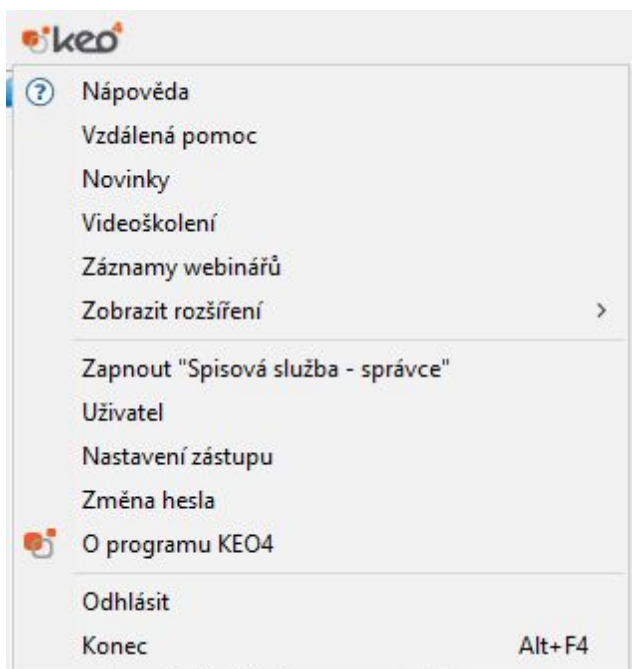 keo4
Nápověda
Vzdálená pomoc
Novinky
Videoškolení
Záznamy webinářů
Zobrazit rozšíření
Zapnout "Spisová služba - správce"
Uživatel
Nastavení zástupu
Změna hesla
O programu KEO4
Odhlásit
Konec Alt+F4